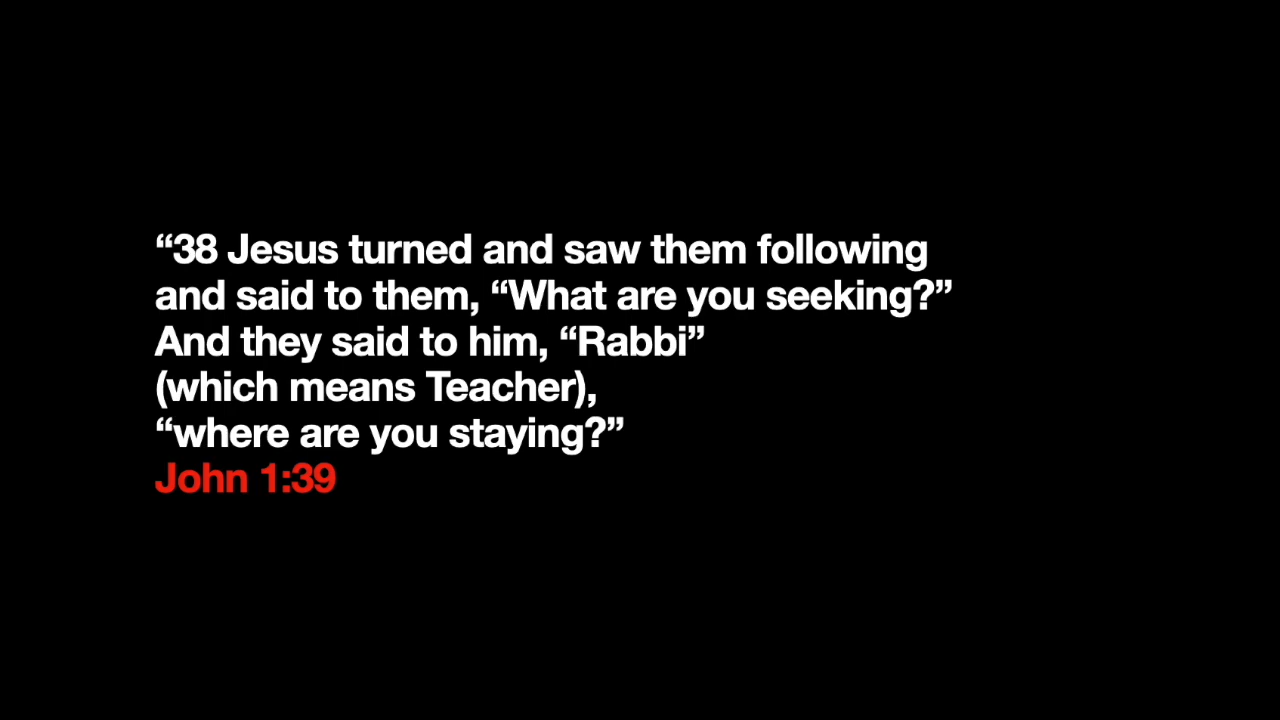 “38 Jesus turned and saw them following
and said to them, “What are you seeking?”
And they said to him, “Rabbi”
(which means Teacher),
“where are you staying?”
John 1:39